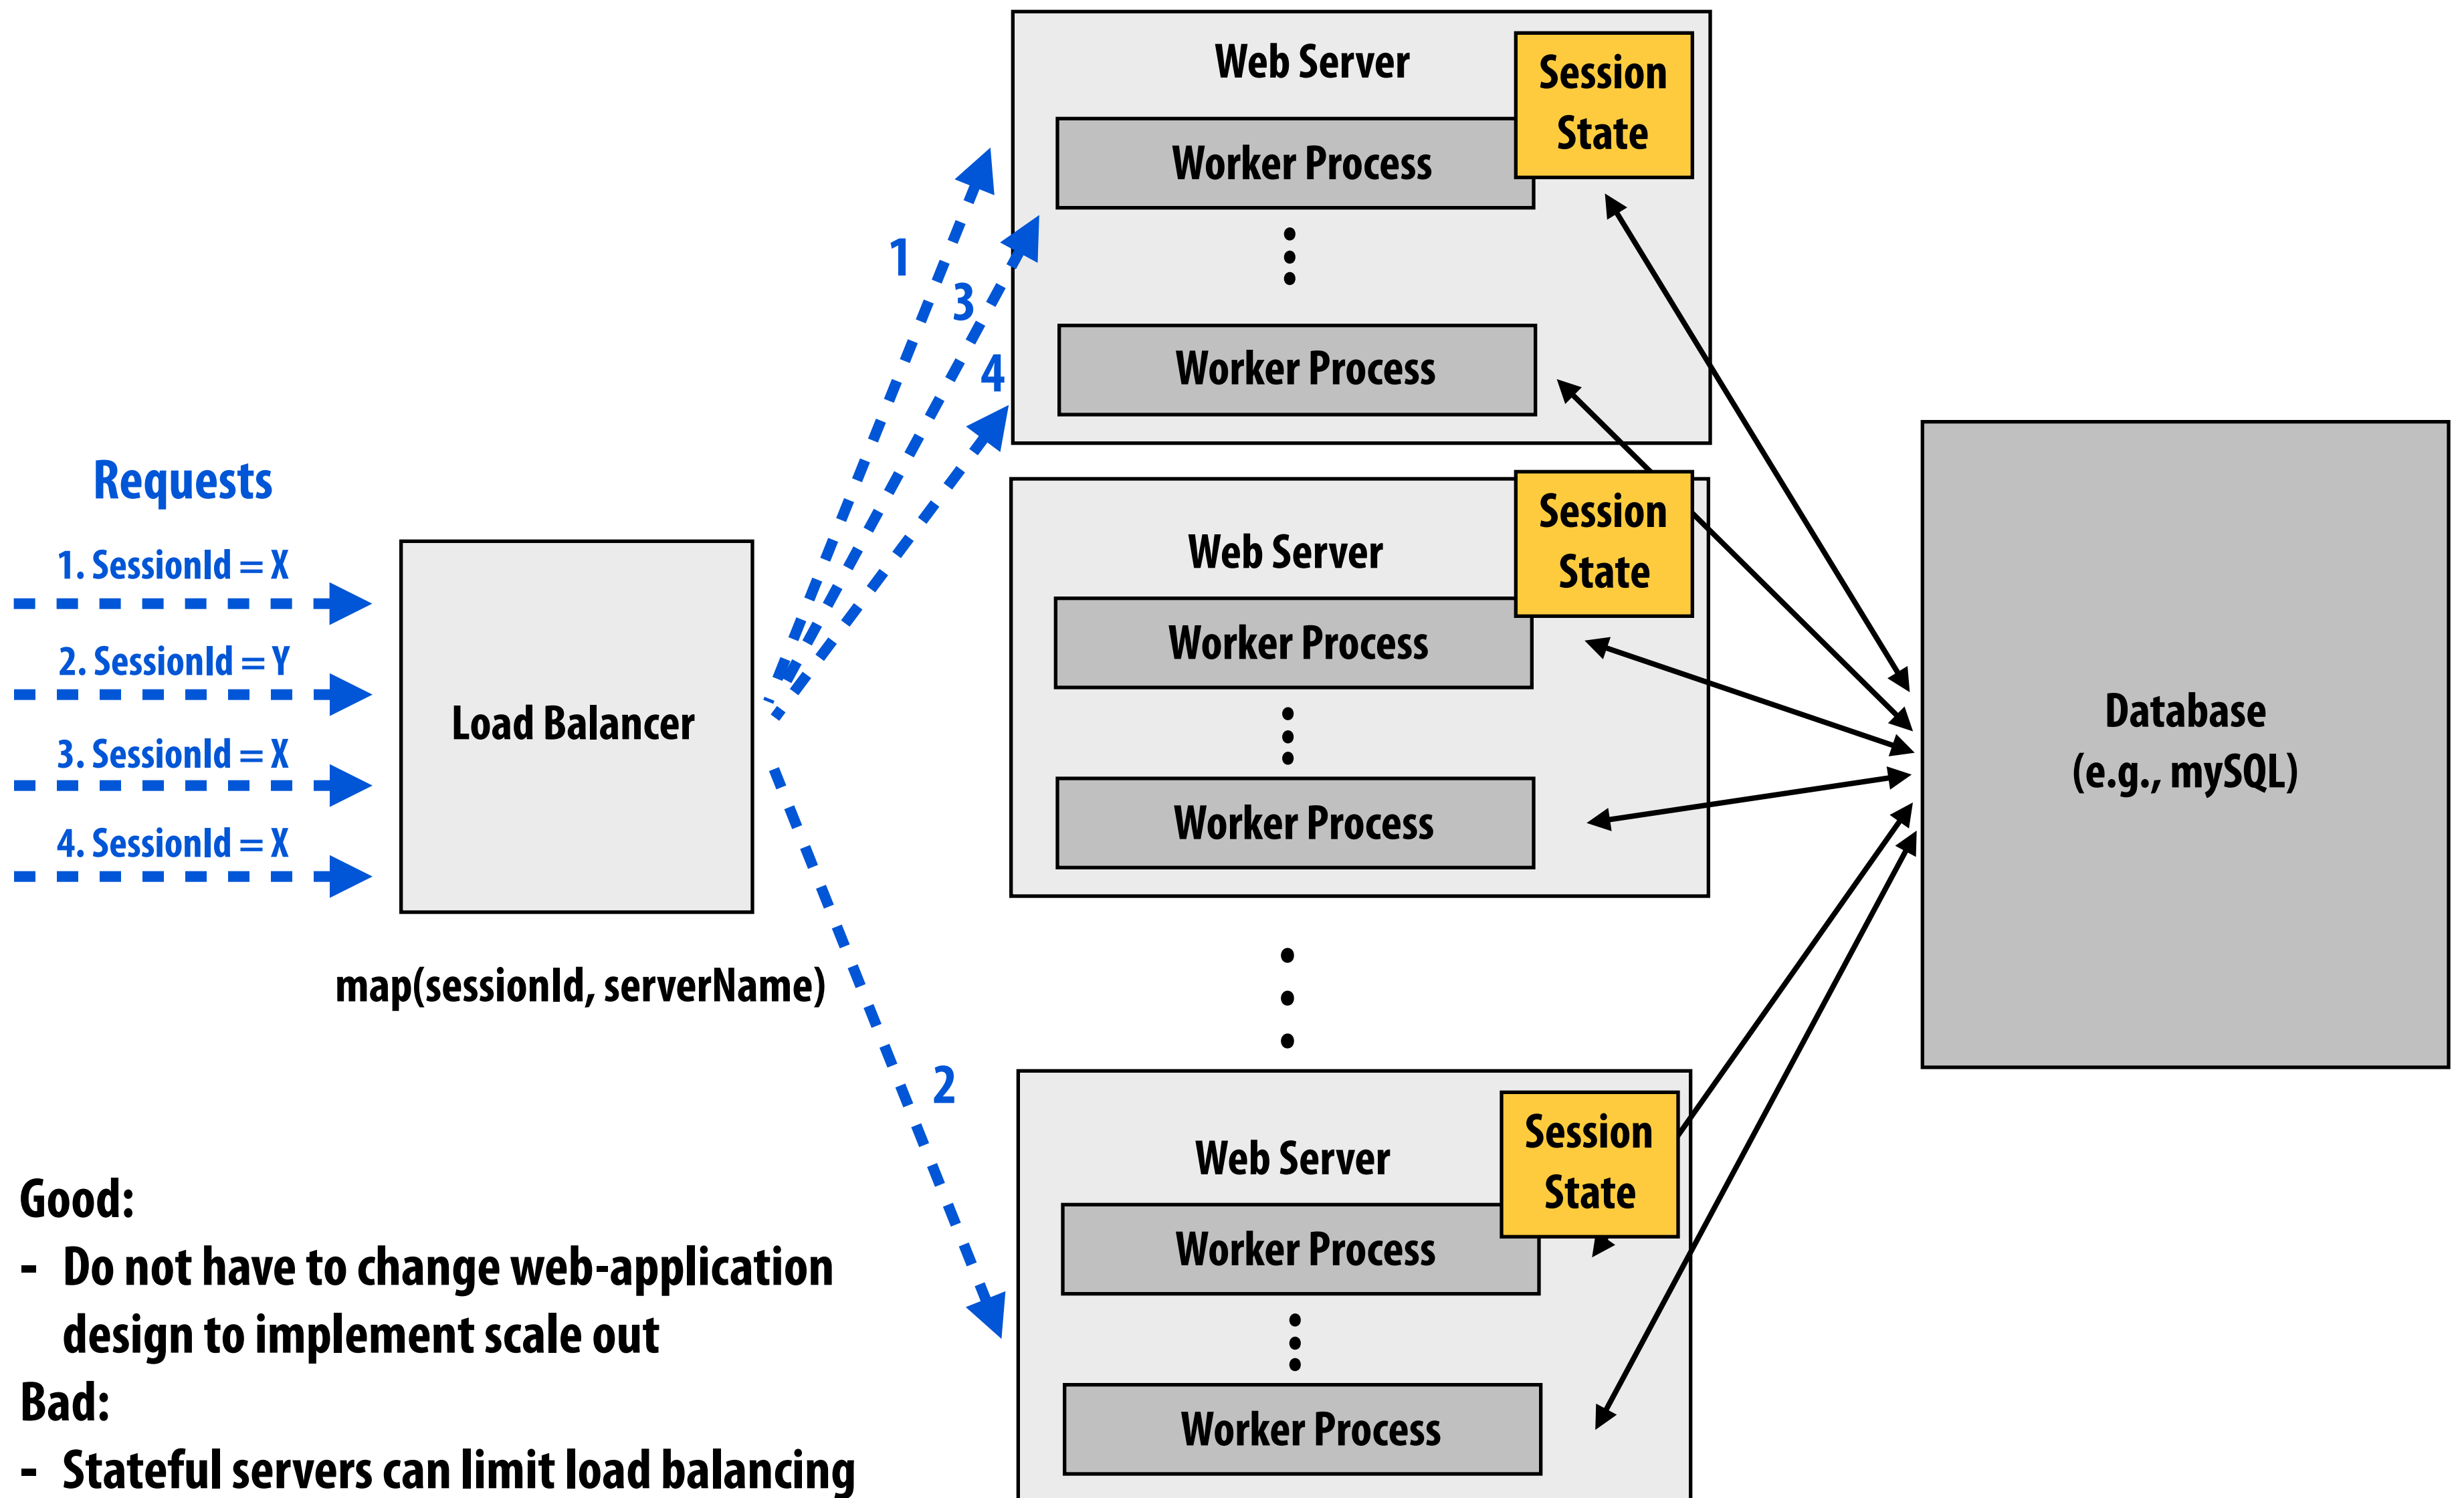 Requests
1. SessionId = X
2. SessionId = Y
3. SessionId = X
4. SessionId = X
Load Balancer
map(sessionId, serverName)
1
3
4
2
Web Server
Session
State
Worker Process
Worker Process
Web Server
Session
State
Worker Process
Worker Process
Web Server
Session
State
Worker Process
Worker Process
Database
(e.g., mySQL)
Good:
- Do not have to change web-application
design to implement scale out
Bad:
- Stateful servers can limit load balancing